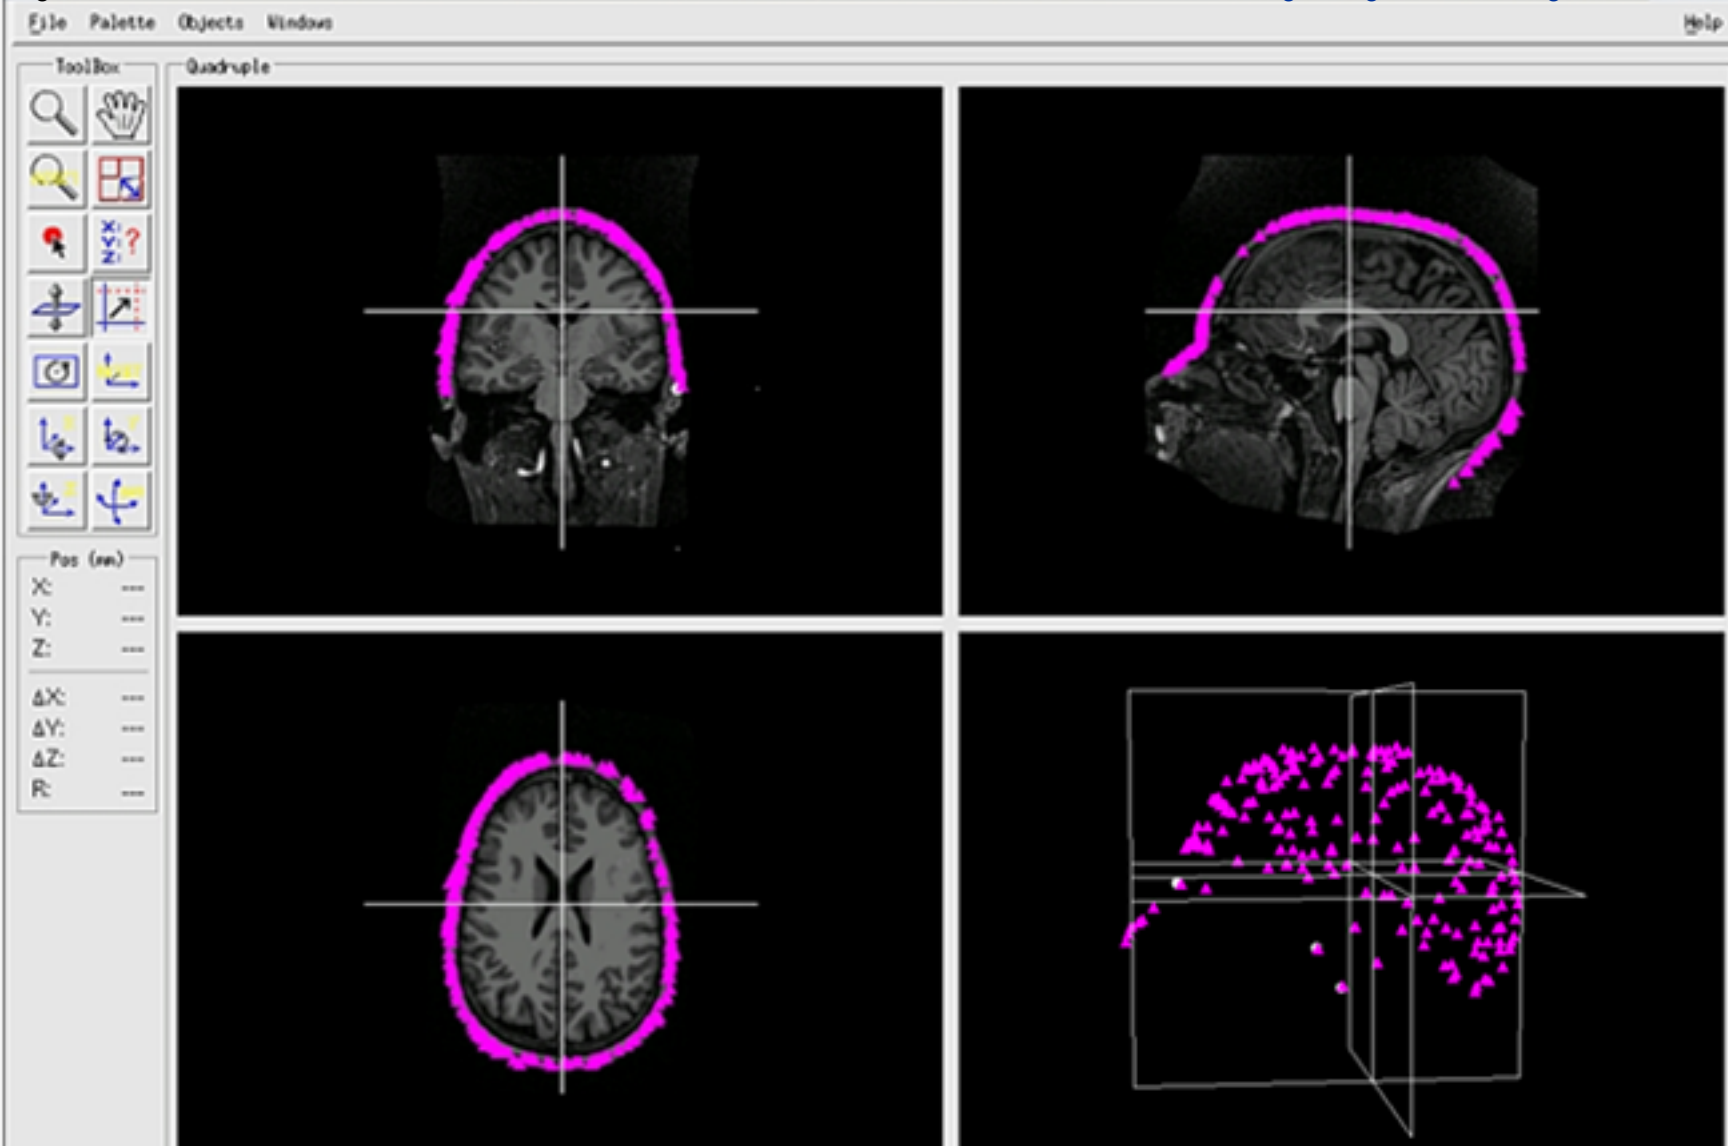 File Palette Objects Windows Help
ToolBox
Quadruple
X:
Y: ?
Z:
Pos (mm)
X: ---
Y: ---
Z: ---
ΔX: ---
ΔY: ---
ΔZ: ---
R: ---